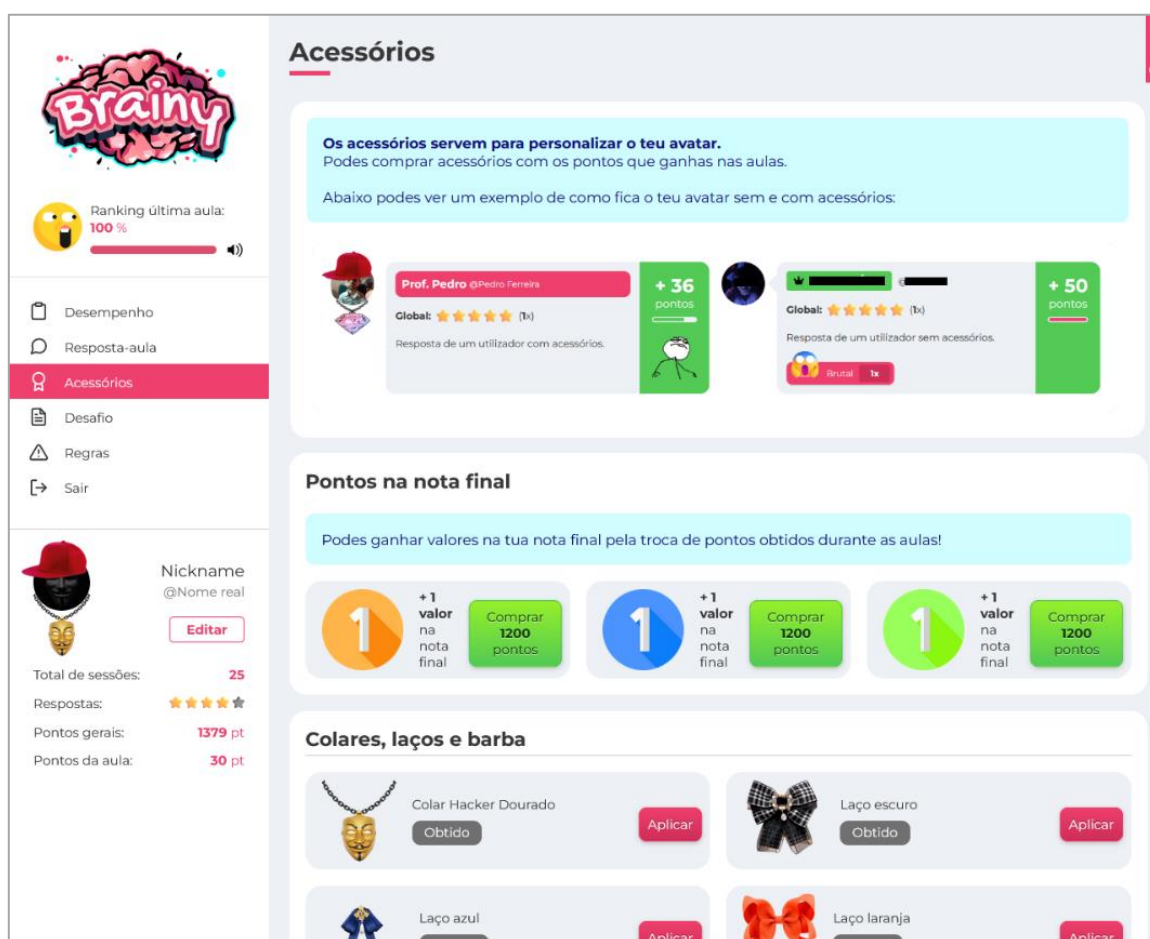 Brainy
Ranking última aula:
100 %
Desempenho
Resposta-aula
Acessórios
Desafio
Regras
Sair
Nickname
@Nome real
Editar
Total de sessões: 25
Respostas:
Pontos gerais: 1379 pt
Pontos da aula: 30 pt
Acessórios
Os acessórios servem para personalizar o teu avatar.
Podes comprar acessórios com os pontos que ganhas nas aulas.
Abaixo podes ver um exemplo de como fica o teu avatar sem e com acessórios:
Prof. Pedro @Pedro Ferreira
Global: (1x)
Resposta de um utilizador com acessórios.
+ 36
pontos
Global: (1x)
Resposta de um utilizador sem acessórios.
Brutal 1x
+ 50
pontos
Pontos na nota final
Podes ganhar valores na tua nota final pela troca de pontos obtidos durante as aulas!
1
+ 1
valor
na
nota
final
Comprar
1200
pontos
1
+ 1
valor
na
nota
final
Comprar
1200
pontos
1
+ 1
valor
na
nota
final
Comprar
1200
pontos
Colares, laços e barba
Colar Hacker Dourado
Obtido
Aplicar
Laço escuro
Obtido
Aplicar
Laço azul
Aplicar
Laço laranja
Aplicar